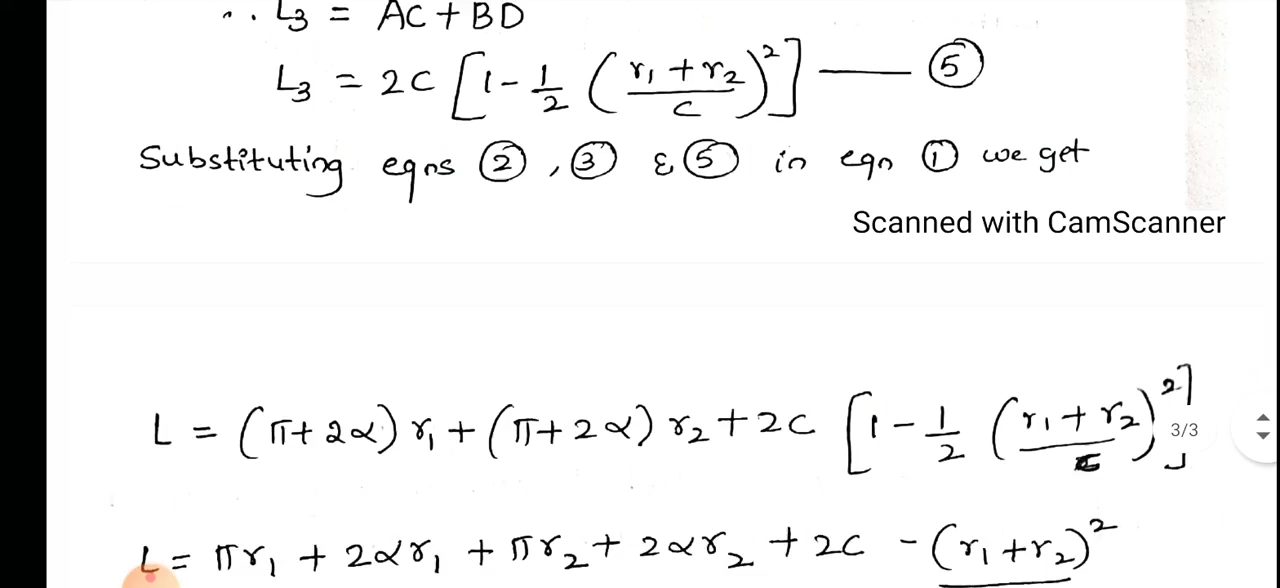 ∴ L3 = AC + BD
L3 = 2C [1 - 1/2 ((r1 + r2)/C)²] —— ⑤
Substituting eqns ②, ③ & ⑤ in eqn ① we get
Scanned with CamScanner
L = (π + 2α) r1 + (π + 2α) r2 + 2C [1 - 1/2 ((r1 + r2)/C)²]
3/3
L = πr1 + 2αr1 + πr2 + 2αr2 + 2C - (r1 + r2)²